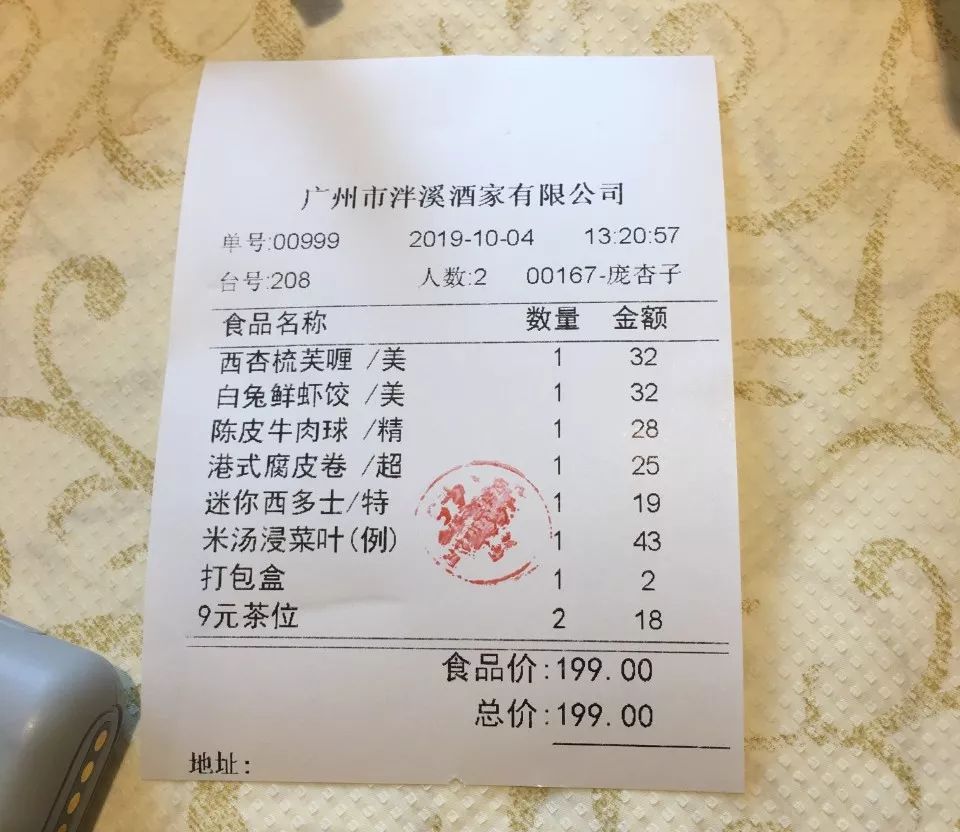 广州市泮溪酒家有限公司
单号:00999 2019-10-04 13:20:57
台号:208 人数:2 00167-庞杏子
食品名称 数量 金额
西杏梳芙喱 /美 1 32
白兔鲜虾饺 /美 1 32
陈皮牛肉球 /精 1 28
港式腐皮卷 /超 1 25
迷你西多士/特 1 19
米汤浸菜叶(例) 1 43
打包盒 1 2
9元茶位 2 18
食品价:199.00
总价:199.00
地址: